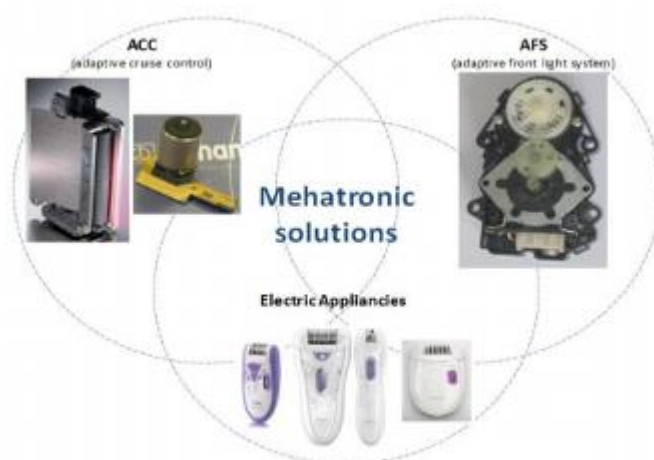 ACC
(adaptive cruise control)
AFS
(adaptive front light system)
Mehatronic
solutions
Electric Appliancies